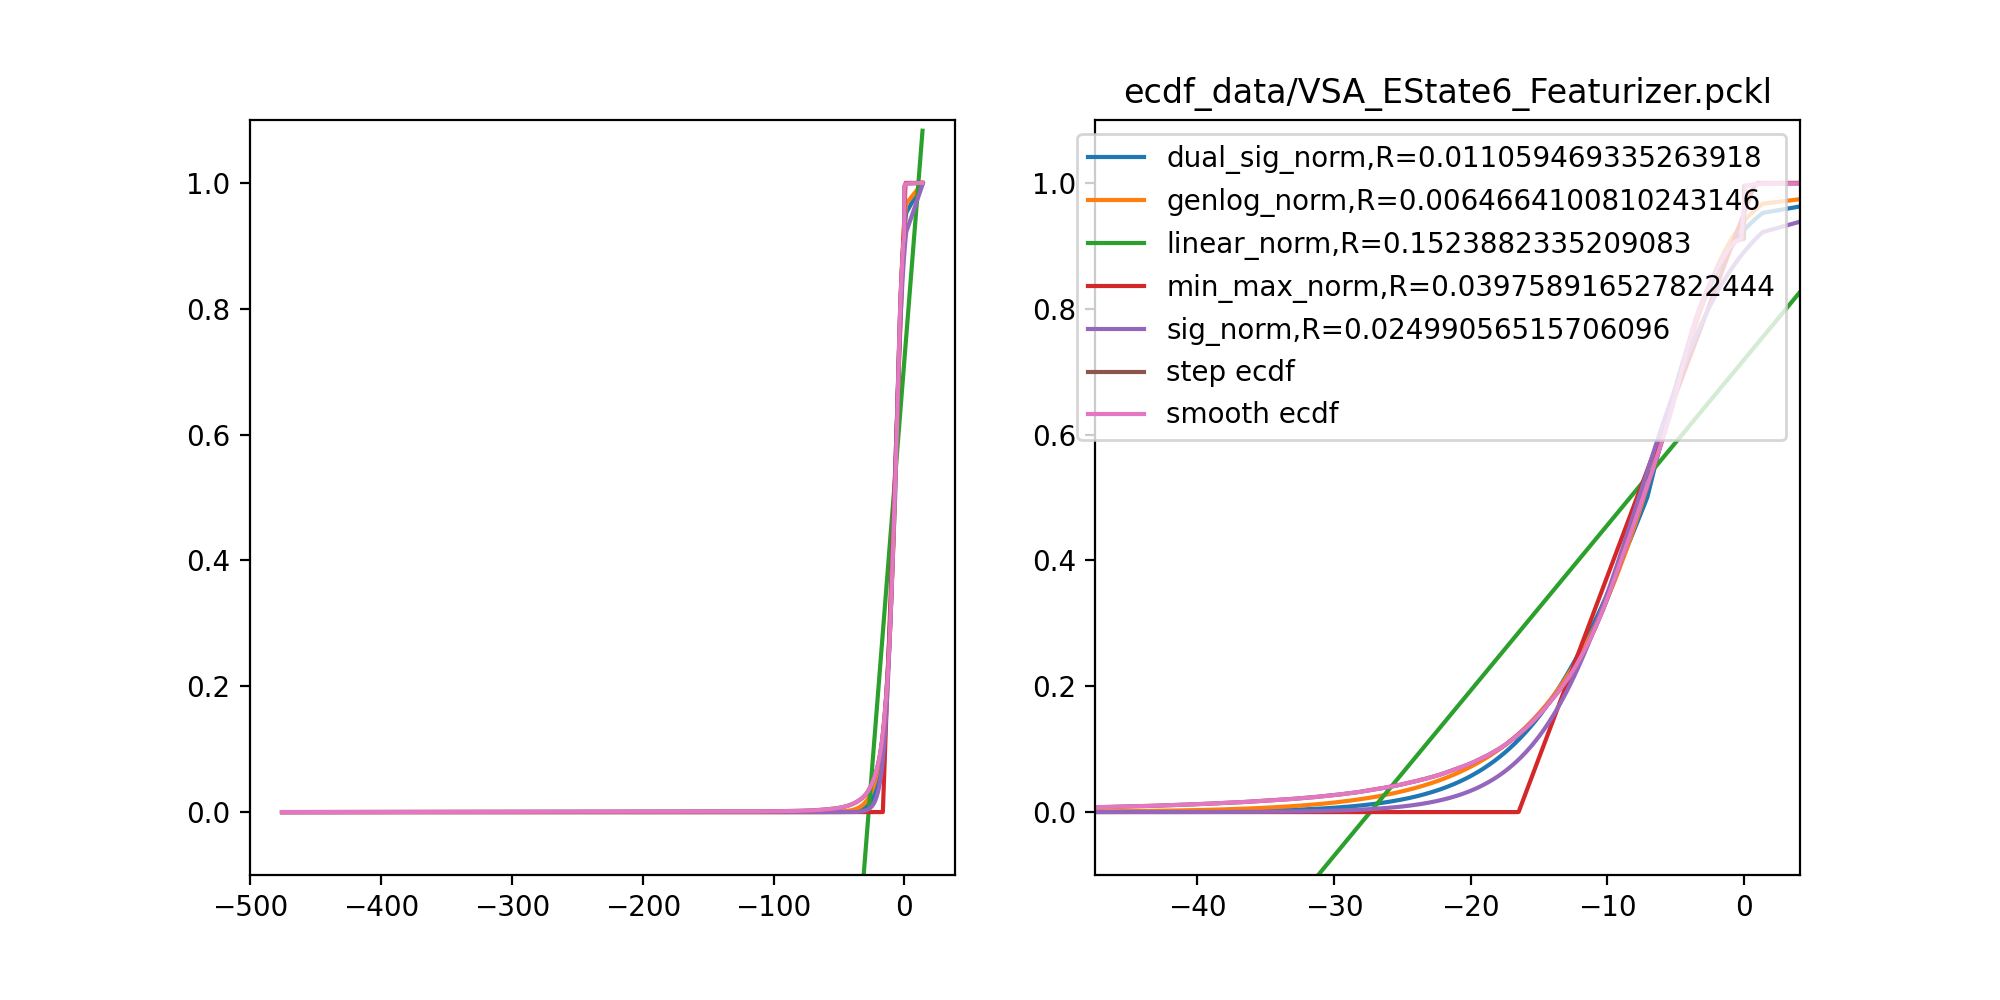 ecdf_data/VSA_EState6_Featurizer.pckl
1.0
0.8
0.6
0.4
0.2
0.0
−500 −400 −300 −200 −100 0
1.0
0.8
0.6
0.4
0.2
0.0
−40 −30 −20 −10 0
dual_sig_norm,R=0.011059469335263918
genlog_norm,R=0.0064664100810243146
linear_norm,R=0.1523882335209083
min_max_norm,R=0.039758916527822444
sig_norm,R=0.02499056515706096
step ecdf
smooth ecdf